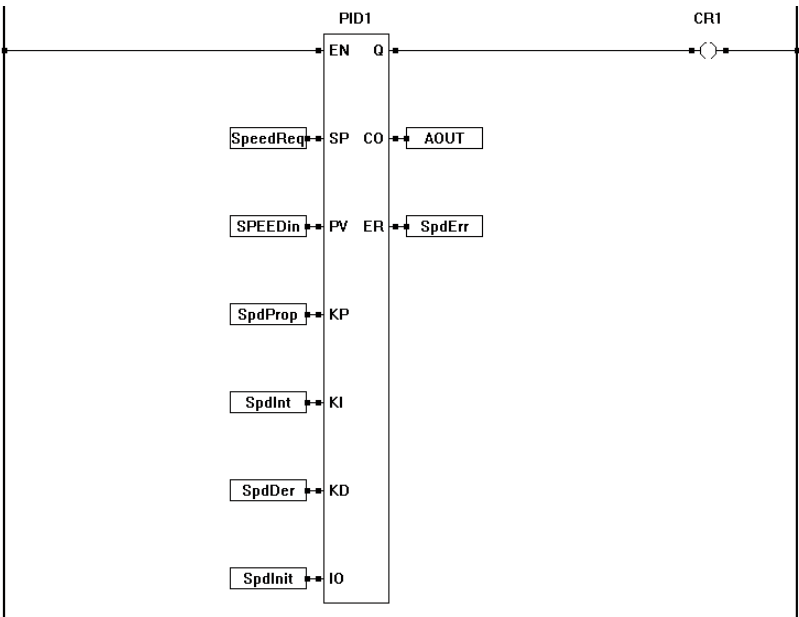 PID1 CR1
EN Q
SpeedReq SP CO AOUT
SPEEDin PV ER SpdErr
SpdProp KP
SpdInt KI
SpdDer KD
SpdInit IO